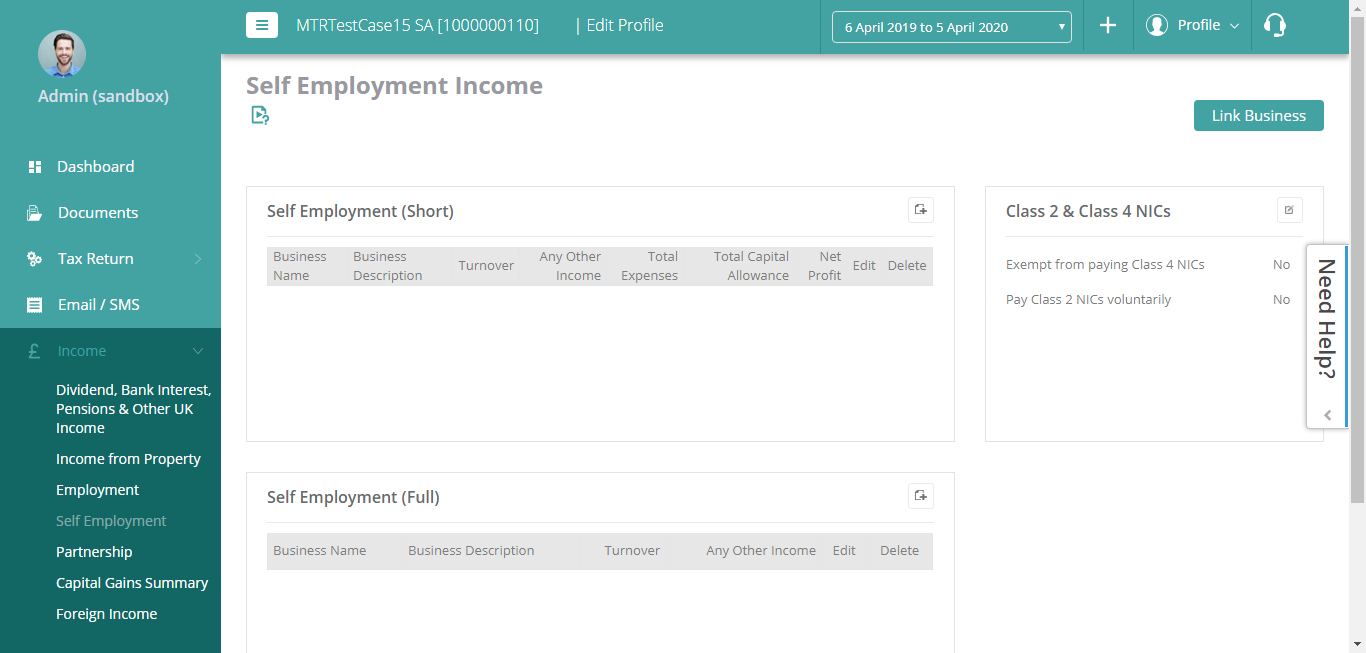 MTRTestCase15 SA [1000000110] | Edit Profile
6 April 2019 to 5 April 2020
Profile
Admin (sandbox)
Dashboard
Documents
Tax Return
Email / SMS
£ Income
Dividend, Bank Interest,
Pensions & Other UK
Income
Income from Property
Employment
Self Employment
Partnership
Capital Gains Summary
Foreign Income
Self Employment Income
Link Business
Self Employment (Short)
Business Name
Business Description
Turnover
Any Other Income
Total Expenses
Total Capital Allowance
Net Profit
Edit
Delete
Class 2 & Class 4 NICs
Exempt from paying Class 4 NICs No
Pay Class 2 NICs voluntarily No
Need Help?
Self Employment (Full)
Business Name Business Description Turnover Any Other Income Edit Delete